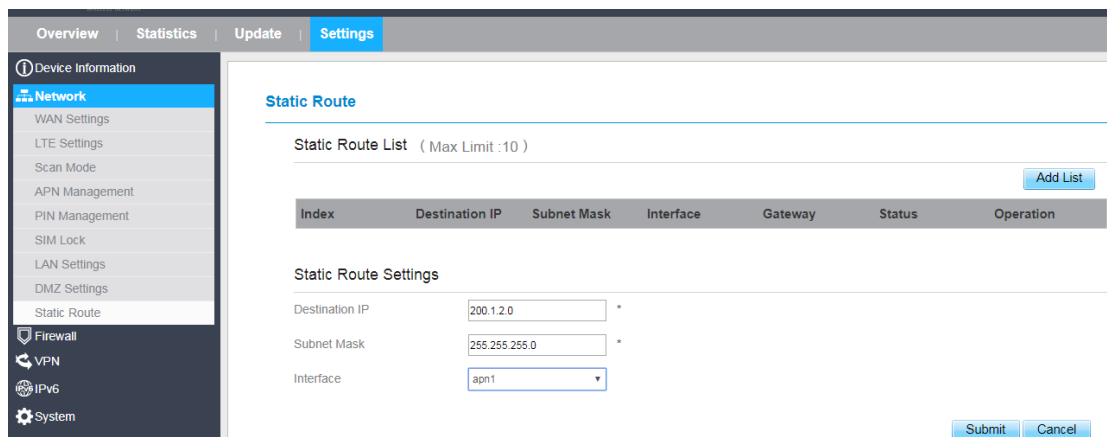 Overview | Statistics | Update | Settings
Device Information
Network
WAN Settings
LTE Settings
Scan Mode
APN Management
PIN Management
SIM Lock
LAN Settings
DMZ Settings
Static Route
Firewall
VPN
IPv6
System
Static Route
Static Route List ( Max Limit :10 )
Add List
Index Destination IP Subnet Mask Interface Gateway Status Operation
Static Route Settings
Destination IP 200.1.2.0 *
Subnet Mask 255.255.255.0 *
Interface apn1
Submit Cancel